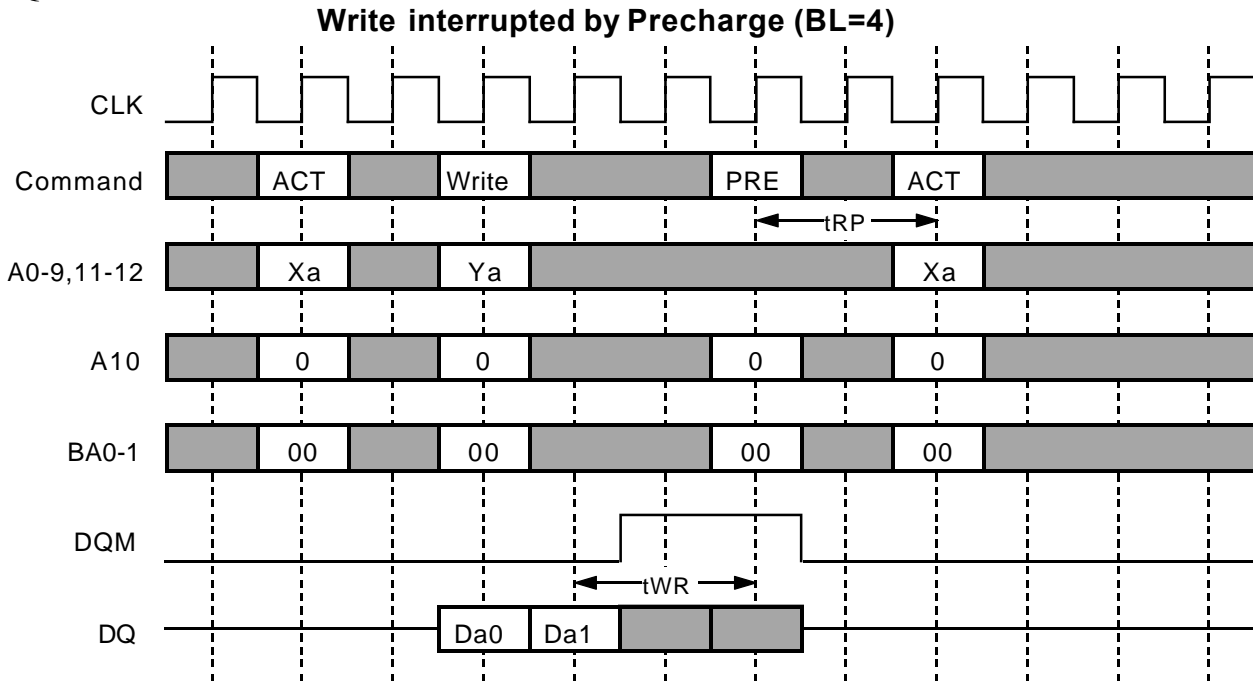 Write interrupted by Precharge (BL=4)
CLK
Command ACT Write PRE ACT
tRP
A0-9,11-12 Xa Ya Xa
A10 0 0 0 0
BA0-1 00 00 00 00
DQM
tWR
DQ Da0 Da1